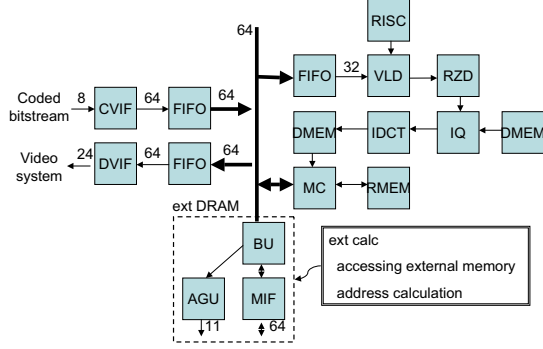 64
RISC
8 64 64 32
Coded bitstream CVIF FIFO FIFO VLD RZD
24 64 64
Video system DVIF FIFO DMEM IDCT IQ DMEM
MC RMEM
ext DRAM
BU
AGU MIF
11 64
ext calc
accessing external memory
address calculation